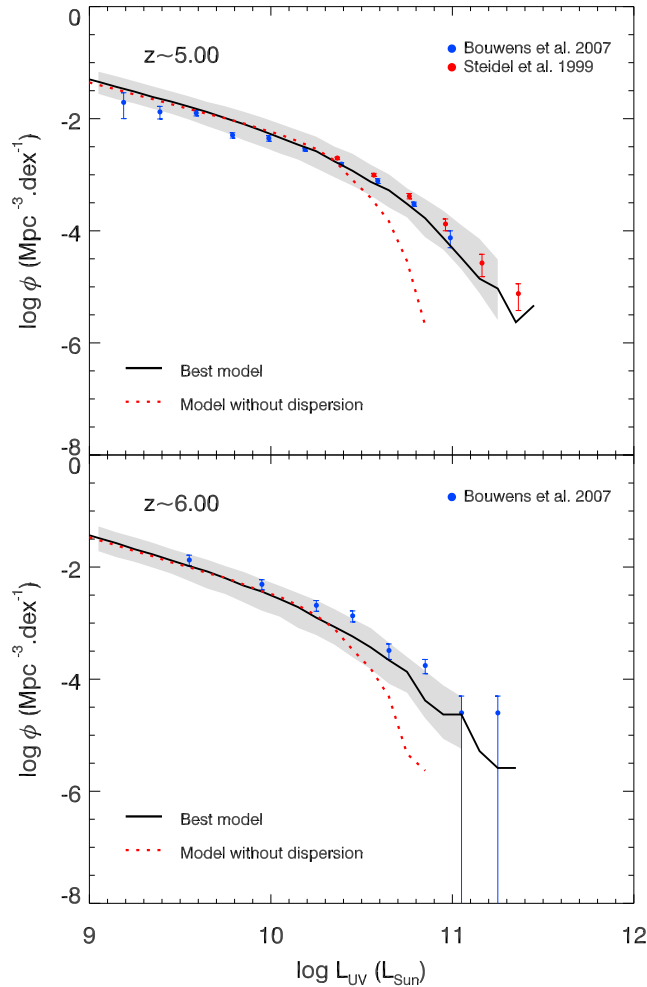 0
z~5.00
Bouwens et al. 2007
Steidel et al. 1999
-2
log ϕ (Mpc⁻³.dex⁻¹)
-4
-6
Best model
Model without dispersion
-8
0
z~6.00
Bouwens et al. 2007
-2
log ϕ (Mpc⁻³.dex⁻¹)
-4
-6
Best model
Model without dispersion
-8
9 10 11 12
log L_UV (L_Sun)